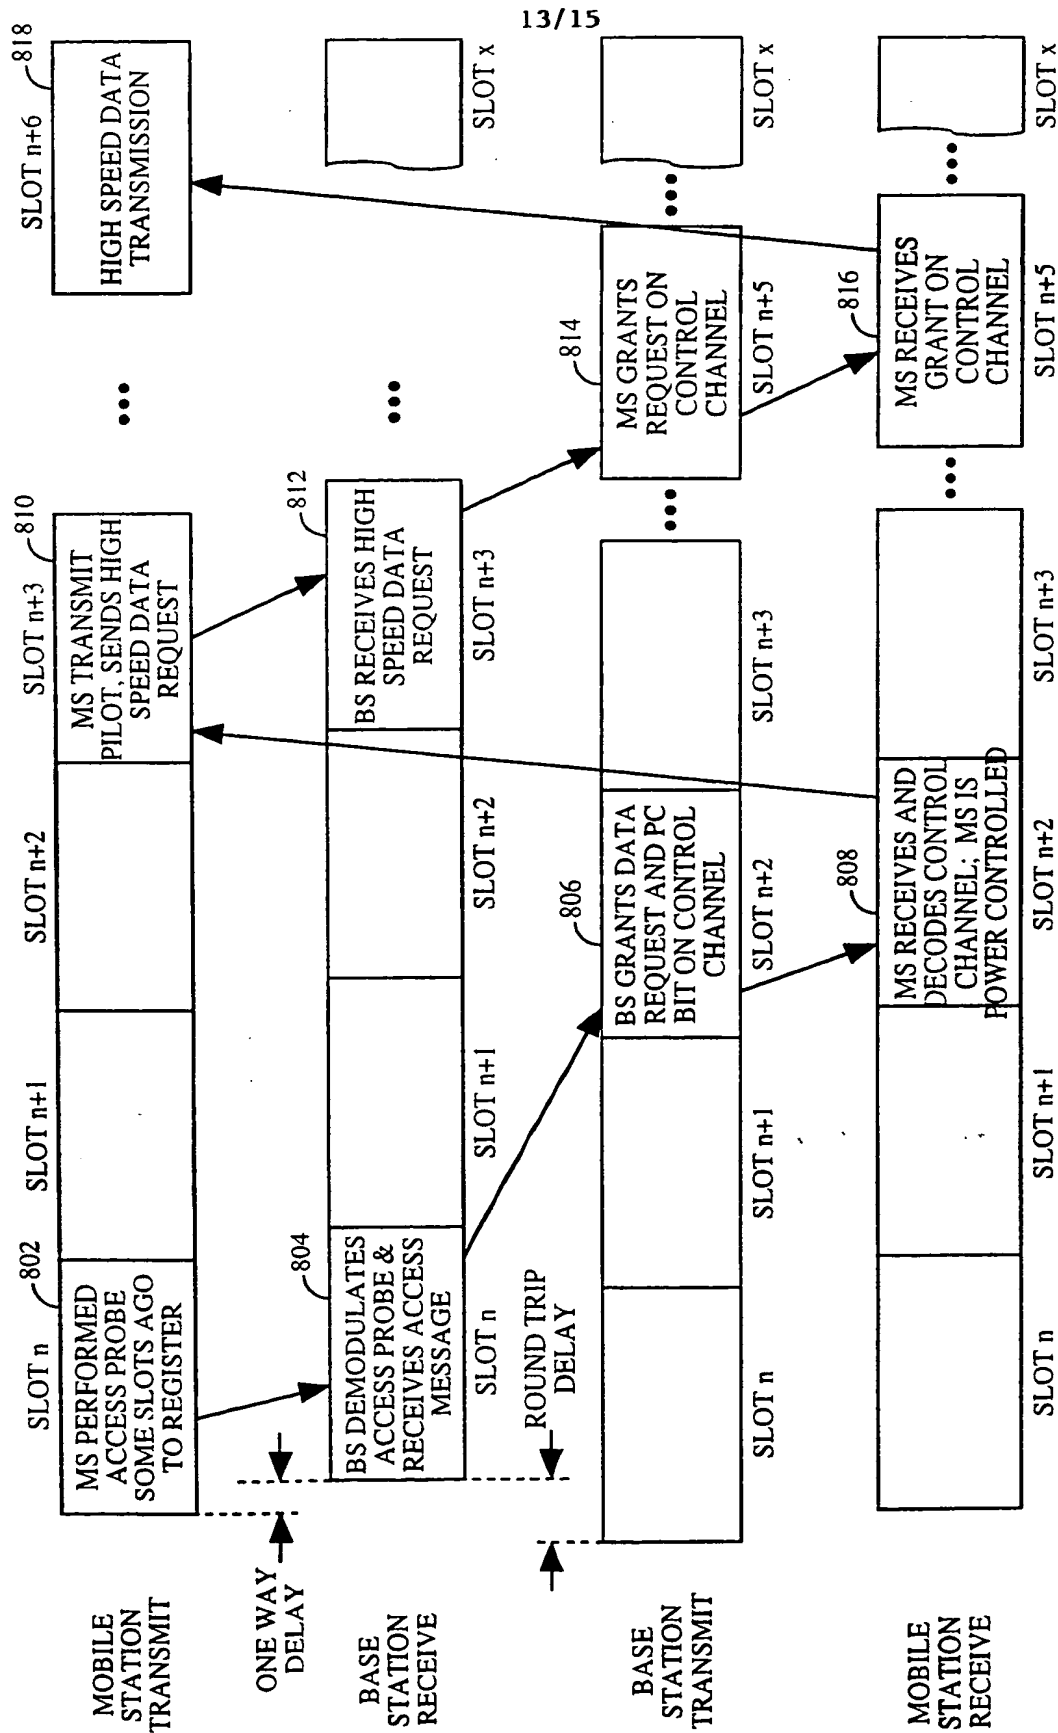 13/15
MOBILE
STATION
TRANSMIT
SLOT n
802
MS PERFORMED
ACCESS PROBE
SOME SLOTS AGO
TO REGISTER
SLOT n+1
SLOT n+2
SLOT n+3
810
MS TRANSMIT
PILOT, SENDS HIGH
SPEED DATA
REQUEST
•••
SLOT n+6
818
HIGH SPEED DATA
TRANSMISSION
ONE WAY
DELAY
BASE
STATION
RECEIVE
804
BS DEMODULATES
ACCESS PROBE &
RECEIVES ACCESS
MESSAGE
812
BS RECEIVES HIGH
SPEED DATA
REQUEST
•••
SLOT n
SLOT n+1
SLOT n+2
SLOT n+3
SLOT x
ROUND TRIP
DELAY
BASE
STATION
TRANSMIT
806
BS GRANTS DATA
REQUEST AND PC
BIT ON CONTROL
CHANNEL
•••
814
MS GRANTS
REQUEST ON
CONTROL
CHANNEL
•••
SLOT n
SLOT n+1
SLOT n+2
SLOT n+3
SLOT n+5
SLOT x
MOBILE
STATION
RECEIVE
808
MS RECEIVES AND
DECODES CONTROL
CHANNEL; MS IS
POWER CONTROLLED
•••
816
MS RECEIVES
GRANT ON
CONTROL
CHANNEL
•••
SLOT n
SLOT n+1
SLOT n+2
SLOT n+3
SLOT n+5
SLOT x